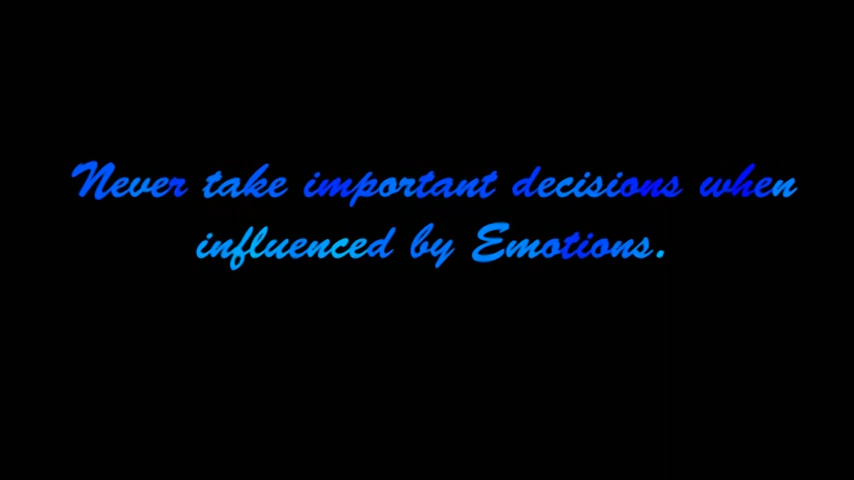 Never take important decisions when
influenced by Emotions.